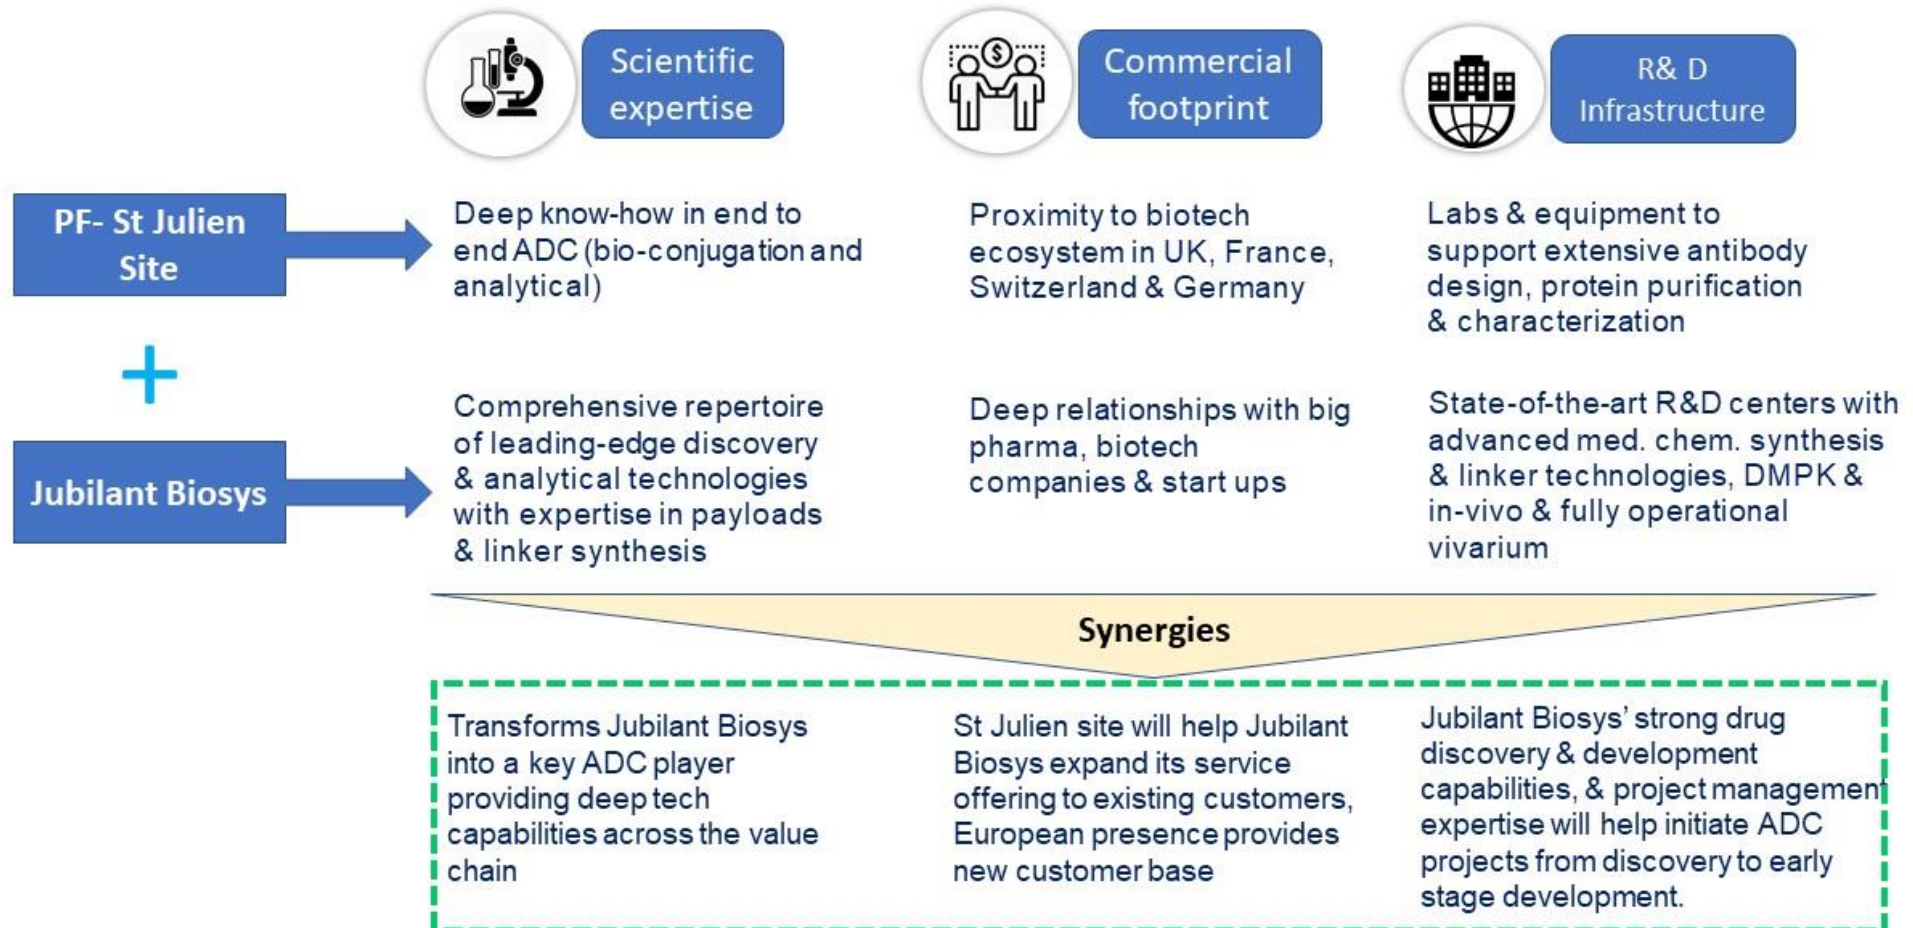 Scientific
expertise
Commercial
footprint
R& D
Infrastructure
PF- St Julien
Site
Deep know-how in end to
end ADC (bio-conjugation and
analytical)
Proximity to biotech
ecosystem in UK, France,
Switzerland & Germany
Labs & equipment to
support extensive antibody
design, protein purification
& characterization
+
Jubilant Biosys
Comprehensive repertoire
of leading-edge discovery
& analytical technologies
with expertise in payloads
& linker synthesis
Deep relationships with big
pharma, biotech
companies & start ups
State-of-the-art R&D centers with
advanced med. chem. synthesis
& linker technologies, DMPK &
in-vivo & fully operational
vivarium
Synergies
Transforms Jubilant Biosys
into a key ADC player
providing deep tech
capabilities across the value
chain
St Julien site will help Jubilant
Biosys expand its service
offering to existing customers,
European presence provides
new customer base
Jubilant Biosys’ strong drug
discovery & development
capabilities, & project management
expertise will help initiate ADC
projects from discovery to early
stage development.